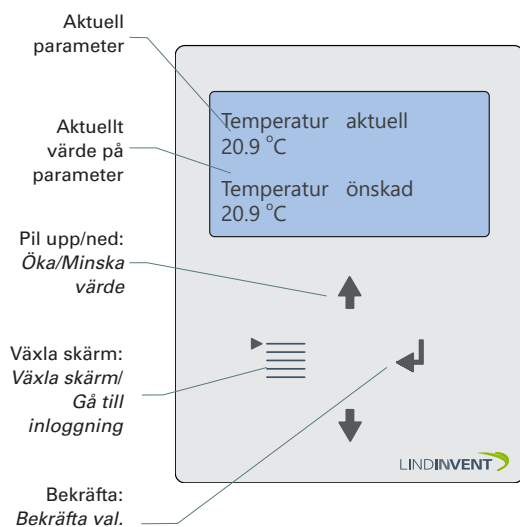 Aktuell
parameter
Aktuellt
värde på
parameter
Pil upp/ned:
Öka/Minska
värde
Växla skärm:
Växla skärm/
Gå till
inloggning
Bekräfta:
Bekräfta val.
Temperatur aktuell
20.9 °C
Temperatur önskad
20.9 °C
LINDINVENT